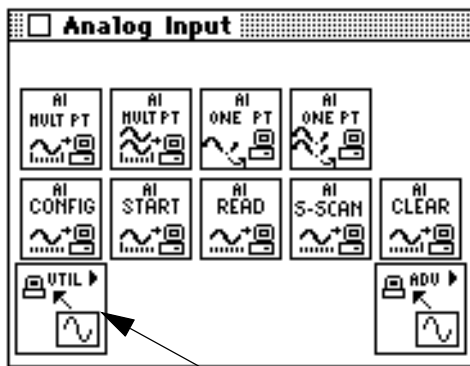 Analog Input
AI
MULT PT
AI
MULT PT
AI
ONE PT
AI
ONE PT
AI
CONFIG
AI
START
AI
READ
AI
S-SCAN
AI
CLEAR
UTIL
ADV